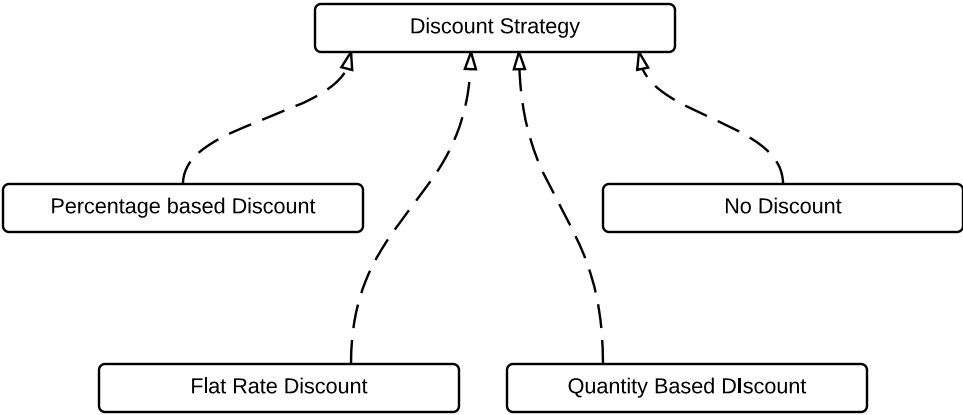 Discount Strategy
Percentage based Discount
No Discount
Flat Rate Discount
Quantity Based DIscount